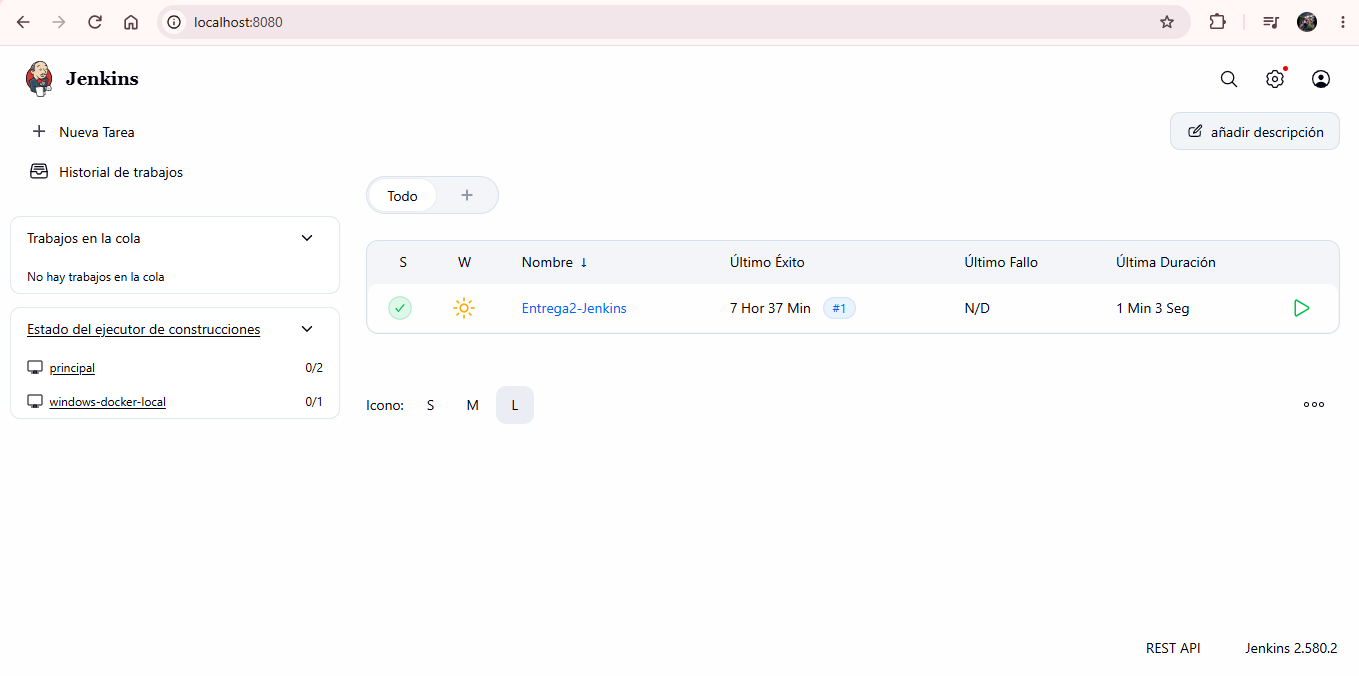 localhost:8080
Jenkins
Nueva Tarea
añadir descripción
Historial de trabajos
Todo +
Trabajos en la cola
No hay trabajos en la cola
Estado del ejecutor de construcciones
principal 0/2
windows-docker-local 0/1
S W Nombre ↓ Último Éxito Último Fallo Última Duración
Entrega2-Jenkins 7 Hor 37 Min #1 N/D 1 Min 3 Seg
Icono: S M L
REST API Jenkins 2.580.2